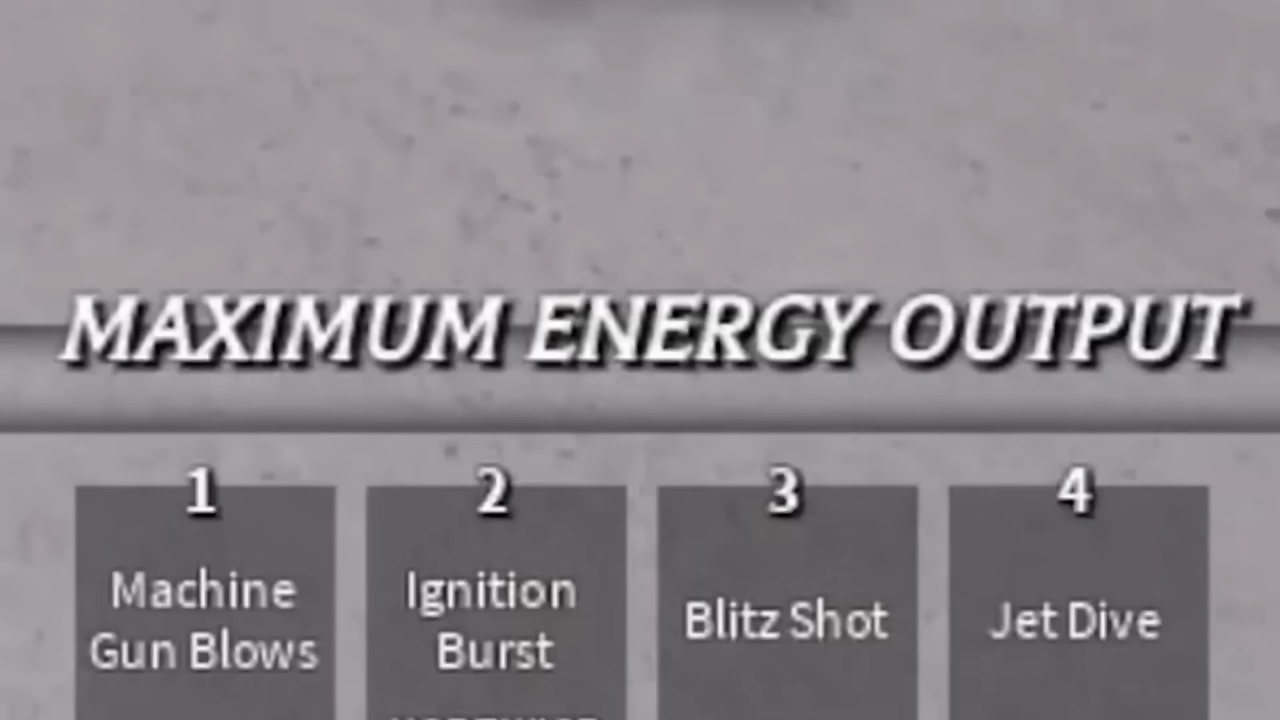 MAXIMUM ENERGY OUTPUT
1
2
3
4
Machine
Gun Blows
Ignition
Burst
Blitz Shot
Jet Dive